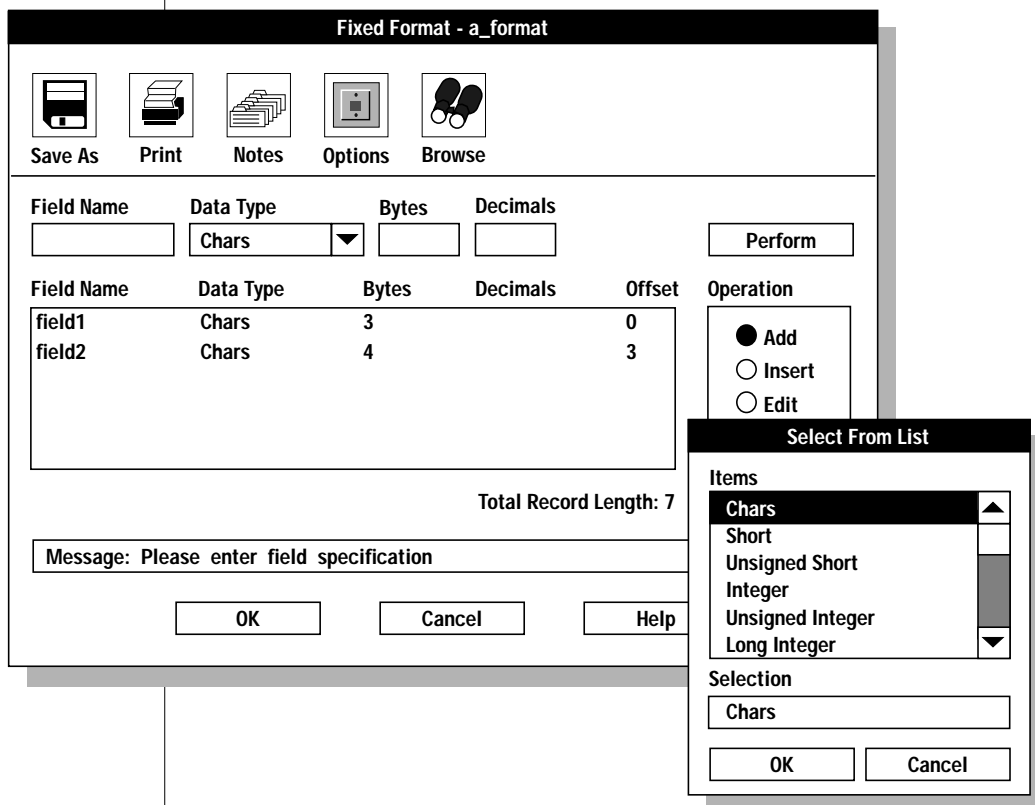 Fixed Format - a_format
Save As Print Notes Options Browse
Field Name Data Type Bytes Decimals
Chars Perform
Field Name Data Type Bytes Decimals Offset Operation
field1 Chars 3 0
field2 Chars 4 3
Add
Insert
Edit
Total Record Length: 7
Message: Please enter field specification
OK Cancel Help
Select From List
Items
Chars
Short
Unsigned Short
Integer
Unsigned Integer
Long Integer
Selection
Chars
OK Cancel